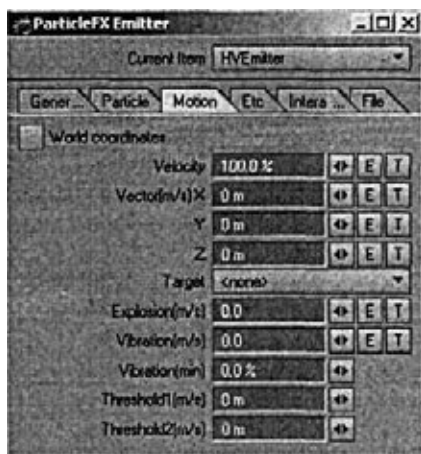 ParticleFX Emitter
Current Item HVEmitter
Gener... Particle Motion Etc Intera ... File
World coordinates
Velocity 100.0 % E T
Vector(m/s)X 0 m E T
Y 0 m E T
Z 0 m E T
Target <none>
Explosion(m/s) 0.0 E T
Vibration(m/s) 0.0 E T
Vibration(min) 0.0 %
Threshold1(m/s) 0 m
Threshold2(m/s) 0 m